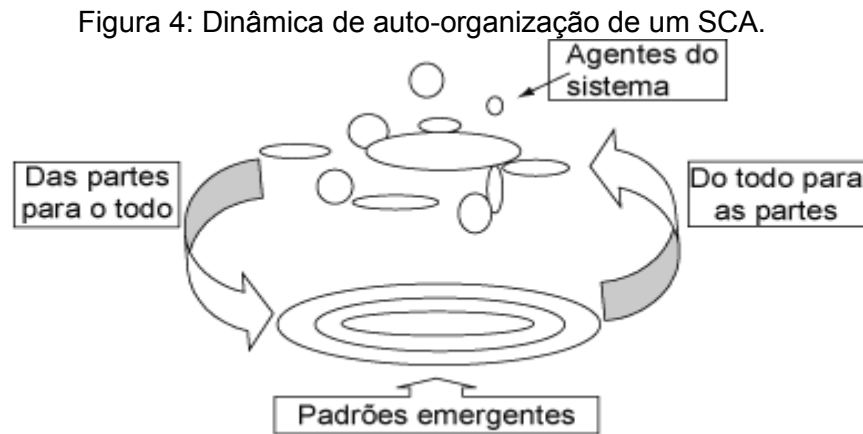 Figura 4: Dinâmica de auto-organização de um SCA.
Agentes do
sistema
Das partes
para o todo
Do todo para
as partes
Padrões emergentes